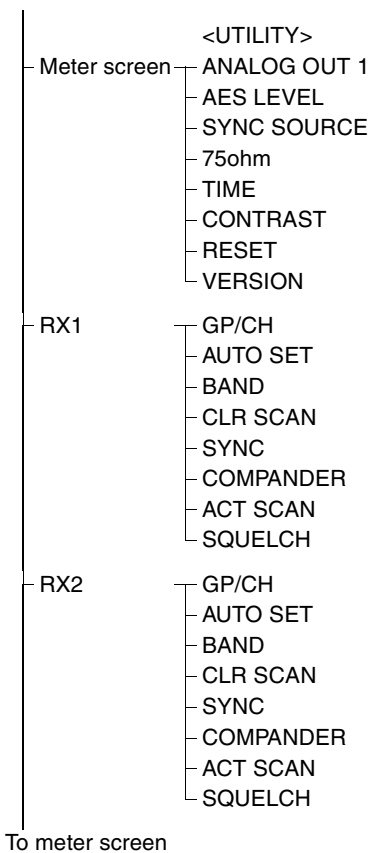 <UTILITY>
Meter screen ANALOG OUT 1
AES LEVEL
SYNC SOURCE
75ohm
TIME
CONTRAST
RESET
VERSION
RX1 GP/CH
AUTO SET
BAND
CLR SCAN
SYNC
COMPANDER
ACT SCAN
SQUELCH
RX2 GP/CH
AUTO SET
BAND
CLR SCAN
SYNC
COMPANDER
ACT SCAN
SQUELCH
To meter screen